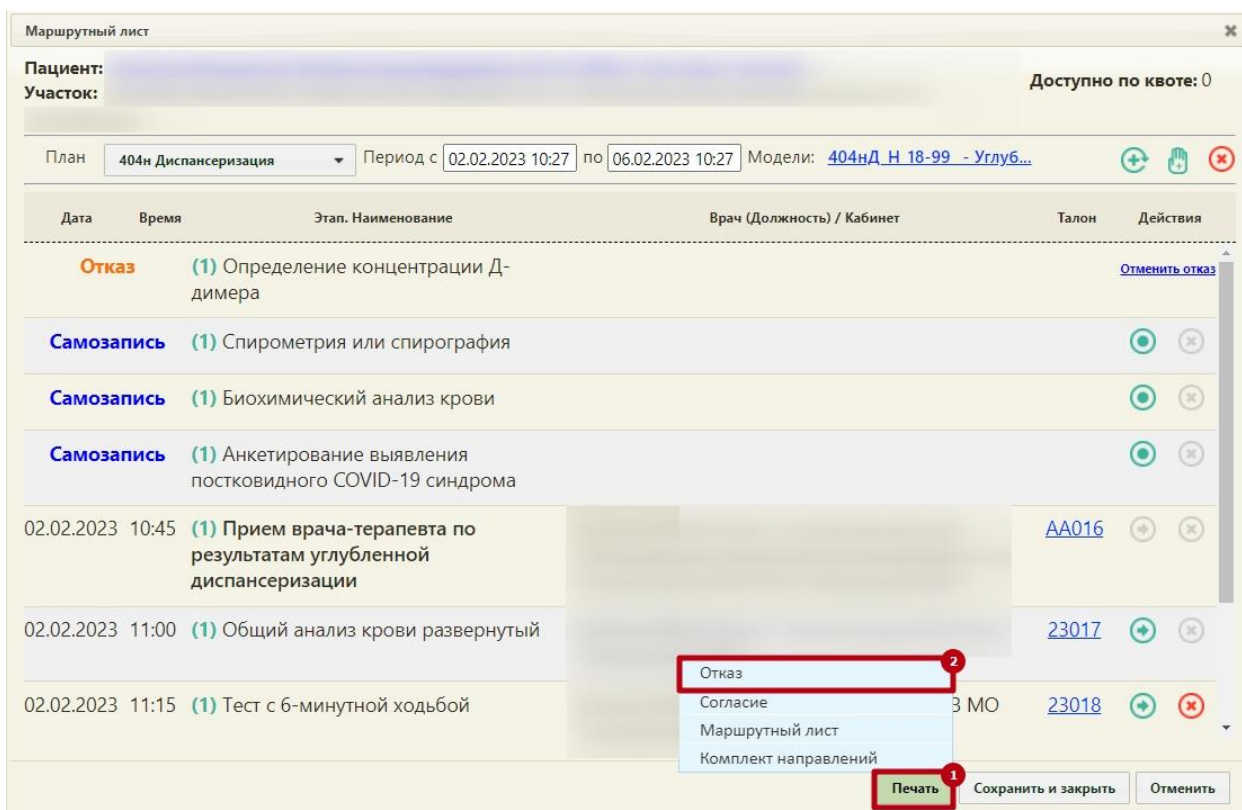 Маршрутный лист
Пациент:
Участок:
Доступно по квоте: 0
План 404н Диспансеризация Период с 02.02.2023 10:27 по 06.02.2023 10:27 Модели: 404нД_Н_18-99_ - Углуб...
Дата Время Этап. Наименование Врач (Должность) / Кабинет Талон Действия
Отказ (1) Определение концентрации Д- Отменить отказ
димера
Самозапись (1) Спирометрия или спирография
Самозапись (1) Биохимический анализ крови
Самозапись (1) Анкетирование выявления
постковидного COVID-19 синдрома
02.02.2023 10:45 (1) Прием врача-терапевта по AA016
результатам углубленной
диспансеризации
02.02.2023 11:00 (1) Общий анализ крови развернутый 23017
Отказ 2
02.02.2023 11:15 (1) Тест с 6-минутной ходьбой Согласие З МО 23018
Маршрутный лист
Комплект направлений
Печать 1 Сохранить и закрыть Отменить